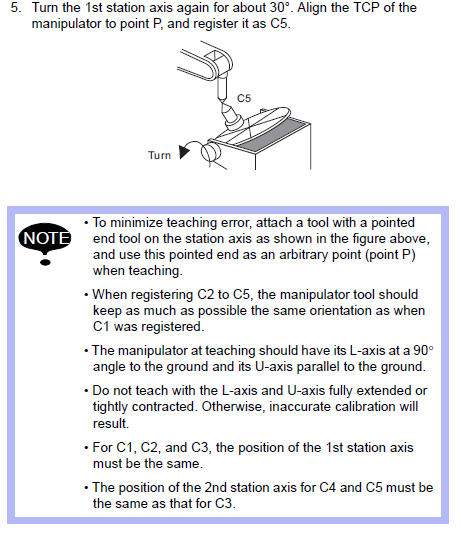 5. Turn the 1st station axis again for about 30°. Align the TCP of the
manipulator to point P, and register it as C5.
C5
Turn
NOTE
• To minimize teaching error, attach a tool with a pointed
end tool on the station axis as shown in the figure above,
and use this pointed end as an arbitrary point (point P)
when teaching.
• When registering C2 to C5, the manipulator tool should
keep as much as possible the same orientation as when
C1 was registered.
• The manipulator at teaching should have its L-axis at a 90°
angle to the ground and its U-axis parallel to the ground.
• Do not teach with the L-axis and U-axis fully extended or
tightly contracted. Otherwise, inaccurate calibration will
result.
• For C1, C2, and C3, the position of the 1st station axis
must be the same.
• The position of the 2nd station axis for C4 and C5 must be
the same as that for C3.